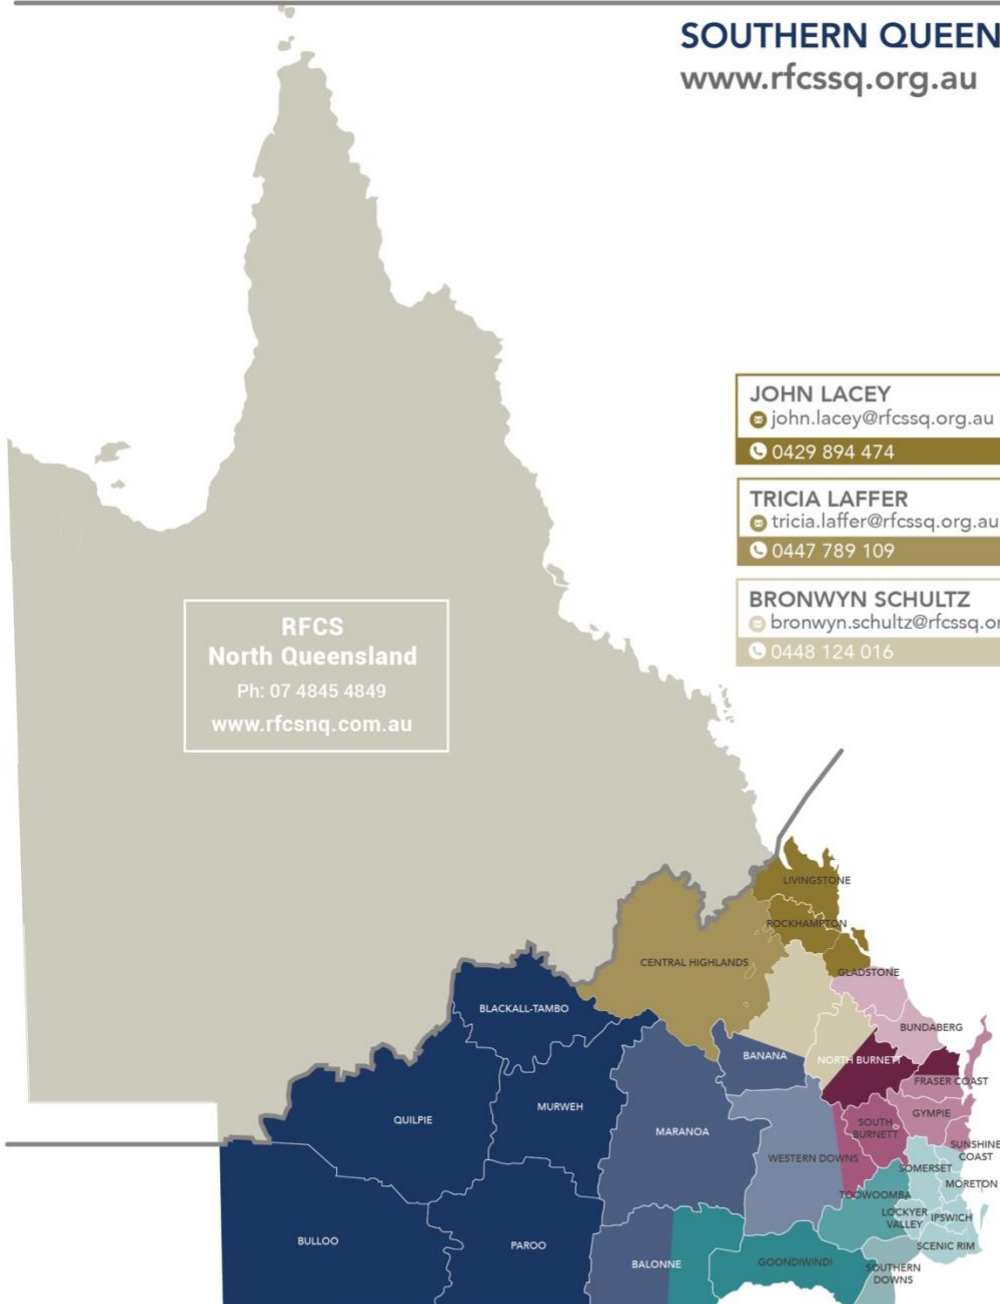 SOUTHERN QUEEN
www.rfcssq.org.au
JOHN LACEY
john.lacey@rfcssq.org.au
0429 894 474
TRICIA LAFFER
tricia.laffer@rfcssq.org.au
0447 789 109
BRONWYN SCHULTZ
bronwyn.schultz@rfcssq.or
0448 124 016
RFCS
North Queensland
Ph: 07 4845 4849
www.rfcsnq.com.au
LIVINGSTONE
ROCKHAMPTON
CENTRAL HIGHLANDS
GLADSTONE
BLACKALL-TAMBO
BUNDABERG
BANANA
NORTH BURNETT
FRASER COAST
QUILPIE
MURWEH
MARANOA
SOUTH
BURNETT
GYMPIE
WESTERN DOWNS
SUNSHINE
COAST
SOMERSET
MORETON
TOOWOOMBA
LOCKYER
VALLEY
IPSWICH
BULLOO
PAROO
BALONNE
GOONDIWINDI
SCENIC RIM
SOUTHERN
DOWNS